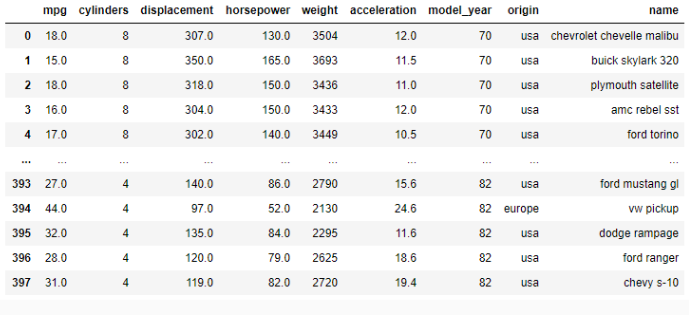 mpg cylinders displacement horsepower weight acceleration model_year origin name
0 18.0 8 307.0 130.0 3504 12.0 70 usa chevrolet chevelle malibu
1 15.0 8 350.0 165.0 3693 11.5 70 usa buick skylark 320
2 18.0 8 318.0 150.0 3436 11.0 70 usa plymouth satellite
3 16.0 8 304.0 150.0 3433 12.0 70 usa amc rebel sst
4 17.0 8 302.0 140.0 3449 10.5 70 usa ford torino
... ... ... ... ... ... ... ... ... ...
393 27.0 4 140.0 86.0 2790 15.6 82 usa ford mustang gl
394 44.0 4 97.0 52.0 2130 24.6 82 europe vw pickup
395 32.0 4 135.0 84.0 2295 11.6 82 usa dodge rampage
396 28.0 4 120.0 79.0 2625 18.6 82 usa ford ranger
397 31.0 4 119.0 82.0 2720 19.4 82 usa chevy s-10